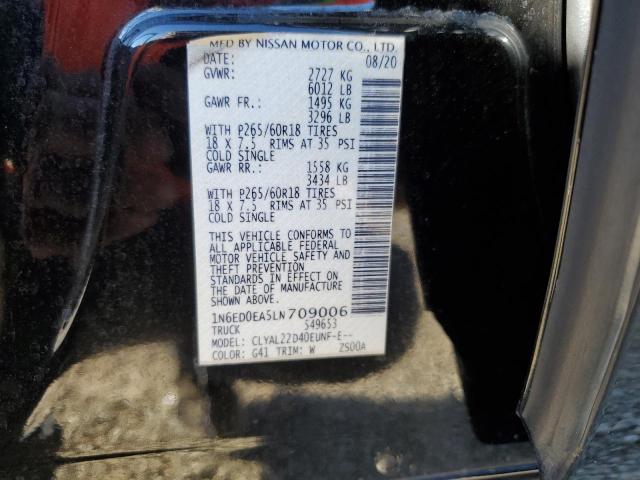 MFD BY NISSAN MOTOR CO., LTD.
DATE: 08/20
GVWR: 2727 KG
6012 LB
GAWR FR.: 1495 KG
3296 LB
WITH P265/60R18 TIRES
18 X 7.5 RIMS AT 35 PSI
COLD SINGLE
GAWR RR.: 1558 KG
3434 LB
WITH P265/60R18 TIRES
18 X 7.5 RIMS AT 35 PSI
COLD SINGLE
THIS VEHICLE CONFORMS TO
ALL APPLICABLE FEDERAL
MOTOR VEHICLE SAFETY AND
THEFT PREVENTION
STANDARDS IN EFFECT ON
THE DATE OF MANUFACTURE
SHOWN ABOVE.
1N6ED0EA5LN709006
TRUCK S49653
MODEL: CLYAL22D40EUNF-E--
COLOR: G41 TRIM: W ZS00A